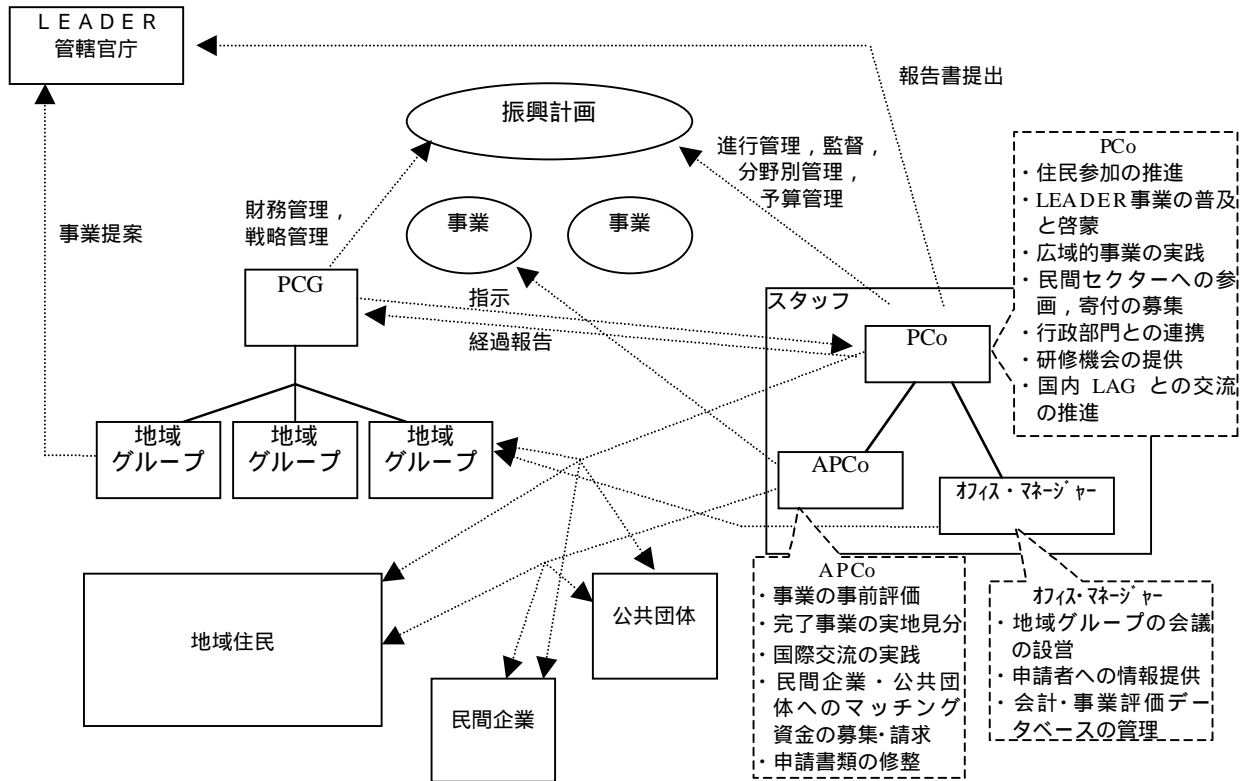 ＬＥＡＤＥＲ
管轄官庁
報告書提出
振興計画
進行管理，監督，
分野別管理，
予算管理
PCo
・住民参加の推進
・LEADER事業の普及
と啓蒙
・広域的事業の実践
・民間セクターへの参
画，寄付の募集
・行政部門との連携
・研修機会の提供
・国内 LAG との交流
の推進
事業提案
財務管理，
戦略管理
事業
事業
PCG
指示
経過報告
スタッフ
PCo
地域
グループ
地域
グループ
地域
グループ
APCo
ｵﾌｨｽ・ﾏﾈｰｼﾞｬｰ
地域住民
公共団体
民間企業
APCo
・事業の事前評価
・完了事業の実地見分
・国際交流の実践
・民間企業・公共団
体へのマッチング
資金の募集・請求
・申請書類の修整
ｵﾌｨｽ・ﾏﾈｰｼﾞｬｰ
・地域グループの会議
の設営
・申請者への情報提供
・会計・事業評価デー
タベースの管理